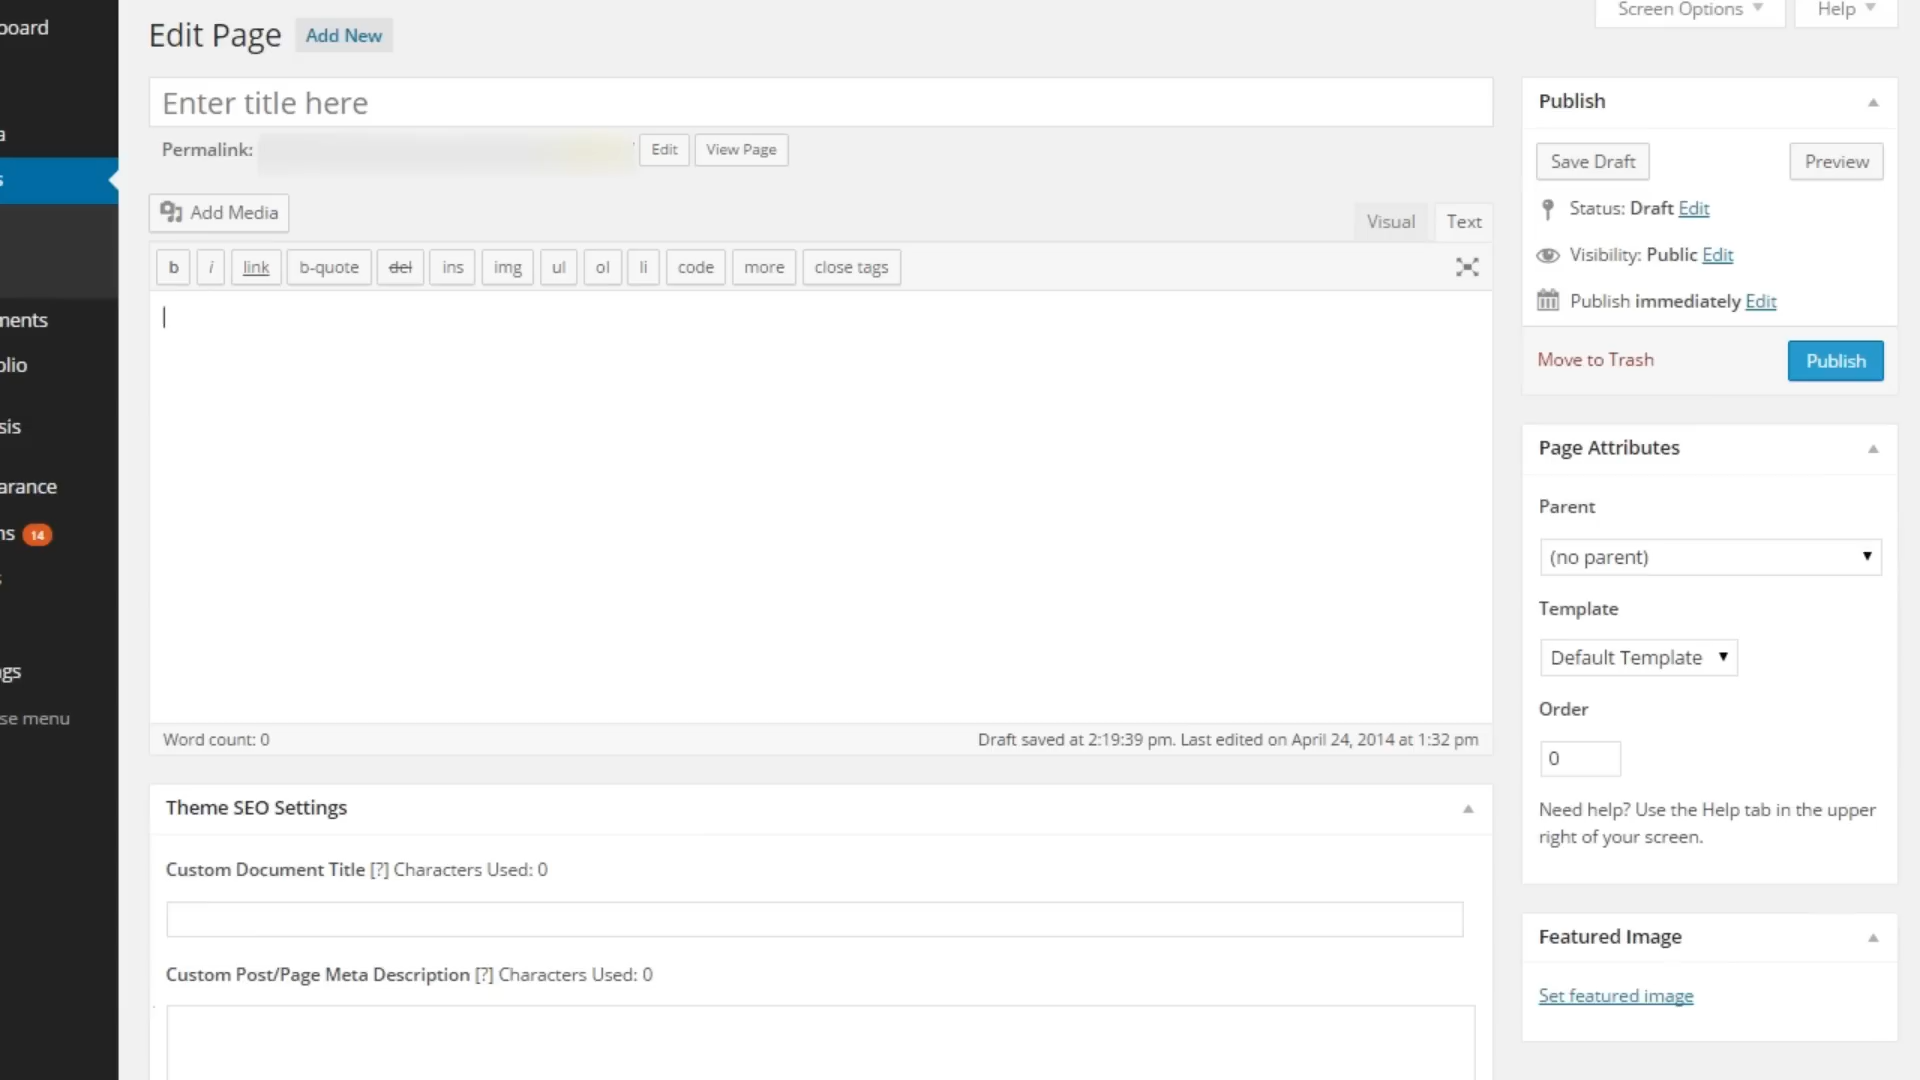 board
Edit Page Add New
Screen Options Help
Enter title here
Permalink: Edit View Page
Add Media
Visual Text
b i link b-quote del ins img ul ol li code more close tags
Word count: 0
Draft saved at 2:19:39 pm. Last edited on April 24, 2014 at 1:32 pm
Theme SEO Settings
Custom Document Title [?] Characters Used: 0
Custom Post/Page Meta Description [?] Characters Used: 0
a
s
ments
olio
sis
arance
ns 14
s
gs
se menu
Publish
Save Draft Preview
Status: Draft Edit
Visibility: Public Edit
Publish immediately Edit
Move to Trash Publish
Page Attributes
Parent
(no parent)
Template
Default Template
Order
0
Need help? Use the Help tab in the upper
right of your screen.
Featured Image
Set featured image